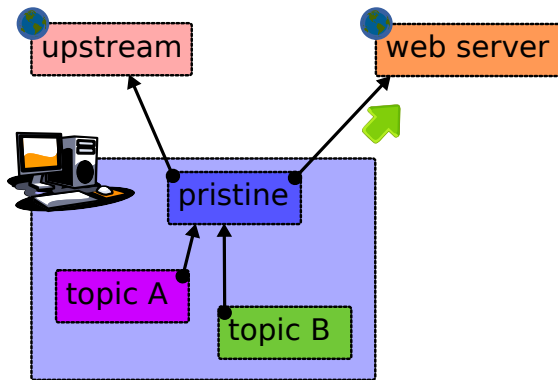 upstream
web server
pristine
topic A
topic B